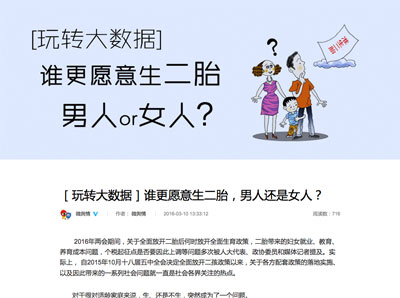 [玩转大数据]
谁更愿意生二胎
男人or女人?
?
准生二胎
[ 玩转大数据 ] 谁更愿意生二胎，男人还是女人？
微舆情
作者：微舆情
2016-03-10 13:33:12
阅读数：716
2016年两会期间，关于全面放开二胎后何时放开全面生育政策，二胎带来的妇女就业、教育、
养育成本问题，个税起征点是否要因此上调等问题多次被人大代表、政协委员和媒体记者提及。实
际上，自2015年10月十八届五中全会决定全面放开二孩政策以来，关于各方配套政策的落地实施、
以及因此带来的一系列社会问题就一直是社会各界关注的热点。
对于很对适龄家庭来说，生、还是不生，突然成为了一个问题。